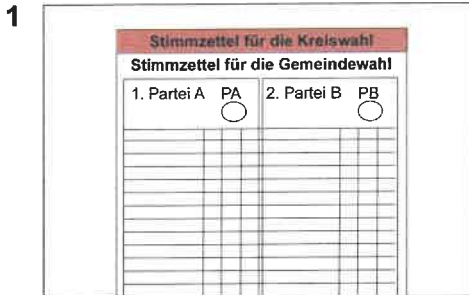 1
Stimmzettel für die Kreiswahl
Stimmzettel für die Gemeindewahl
1. Partei A PA 2. Partei B PB